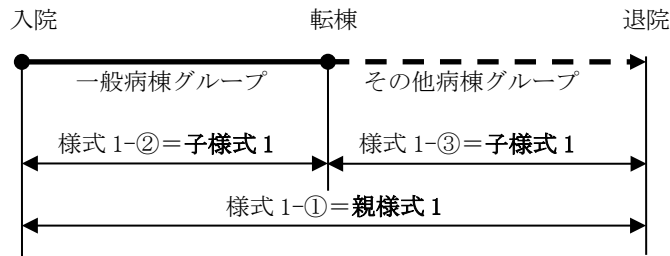 入院 転棟 退院
一般病棟グループ その他病棟グループ
様式 1-②＝子様式 1 様式 1-③＝子様式 1
様式 1-①＝親様式 1